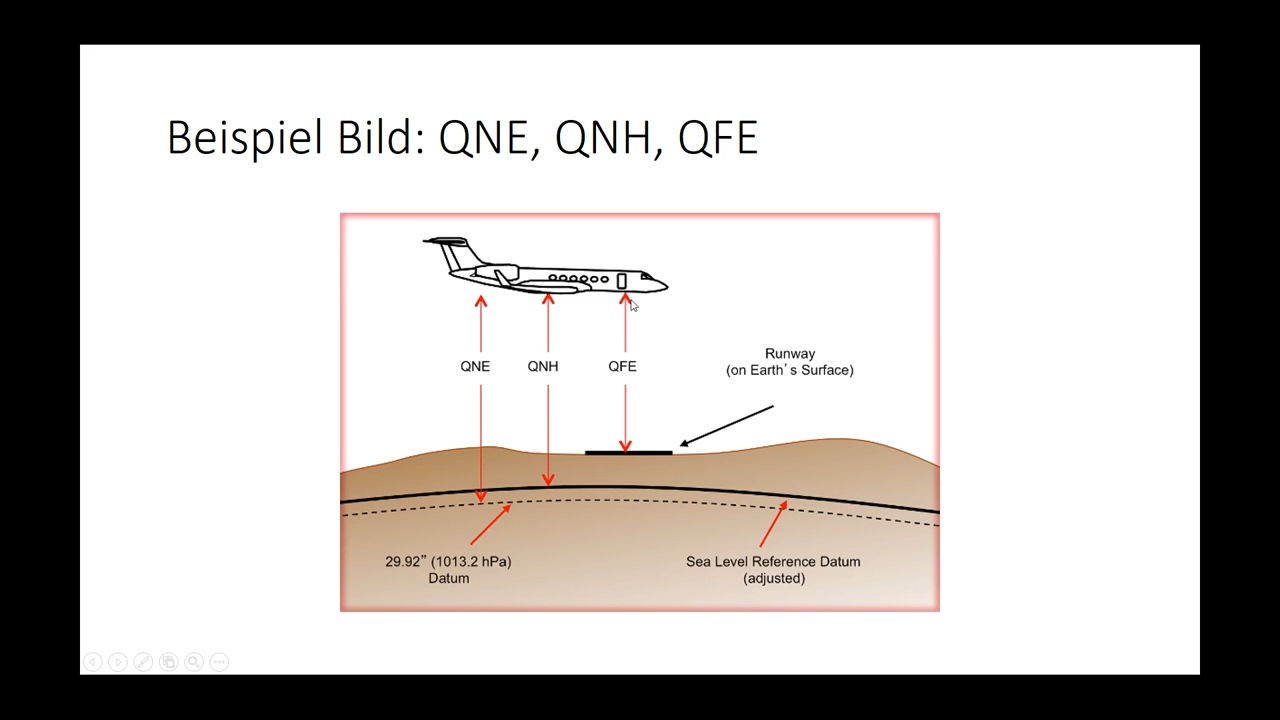 Beispiel Bild: QNE, QNH, QFE
QNE
QNH
QFE
Runway
(on Earth’s Surface)
29.92” (1013.2 hPa)
Datum
Sea Level Reference Datum
(adjusted)